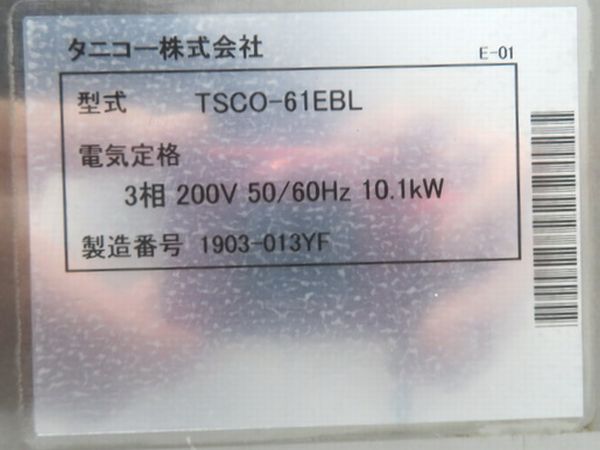 タニコー株式会社
E-01
型式 TSCO-61EBL
電気定格
3相 200V 50/60Hz 10.1kW
製造番号 1903-013YF